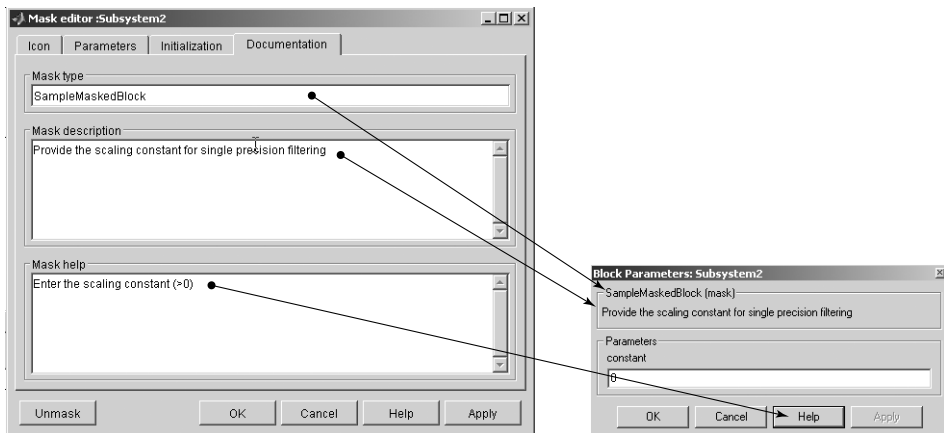 Mask editor :Subsystem2
Icon Parameters Initialization Documentation
Mask type
SampleMaskedBlock
Mask description
Provide the scaling constant for single precision filtering
Mask help
Enter the scaling constant (>0)
Unmask OK Cancel Help Apply
Block Parameters: Subsystem2
SampleMaskedBlock (mask)
Provide the scaling constant for single precision filtering
Parameters
constant
0
OK Cancel Help Apply